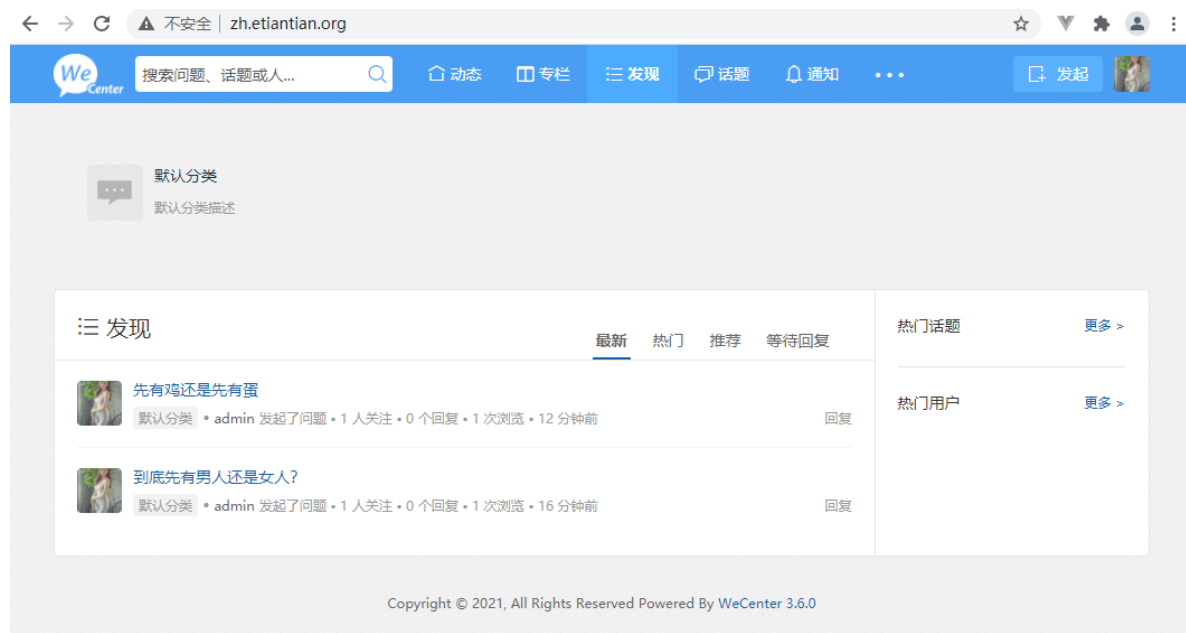 不安全 zh.etiantian.org
We Center 搜索问题、话题或人... 动态 专栏 发现 话题 通知 ••• 发起
默认分类
默认分类描述
发现 最新 热门 推荐 等待回复
先有鸡还是先有蛋
默认分类 • admin 发起了问题 • 1 人关注 • 0 个回复 • 1 次浏览 • 12 分钟前 回复
到底先有男人还是女人?
默认分类 • admin 发起了问题 • 1 人关注 • 0 个回复 • 1 次浏览 • 16 分钟前 回复
热门话题 更多 >
热门用户 更多 >
Copyright © 2021, All Rights Reserved Powered By WeCenter 3.6.0